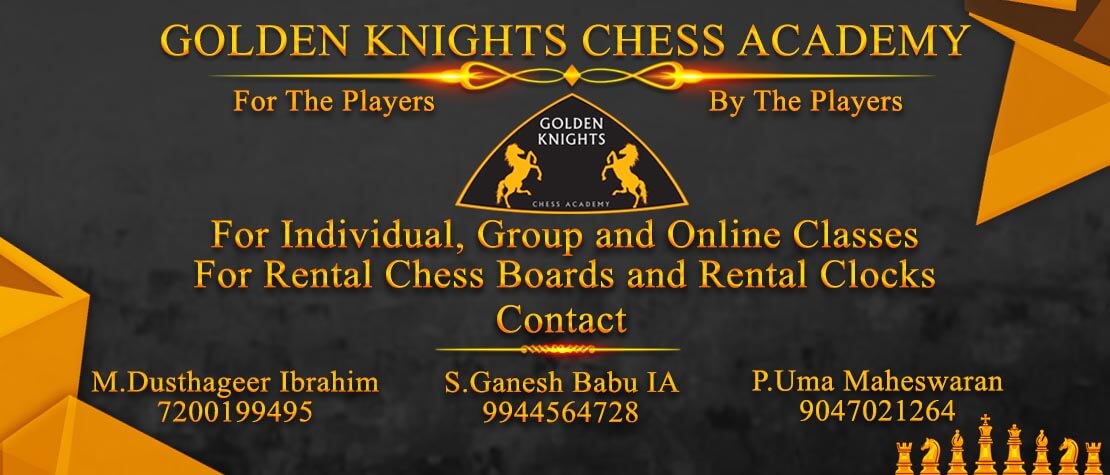 GOLDEN KNIGHTS CHESS ACADEMY
For The Players
By The Players
GOLDEN
KNIGHTS
CHESS ACADEMY
For Individual, Group and Online Classes
For Rental Chess Boards and Rental Clocks
Contact
M.Dusthageer Ibrahim
7200199495
S.Ganesh Babu IA
9944564728
P.Uma Maheswaran
9047021264